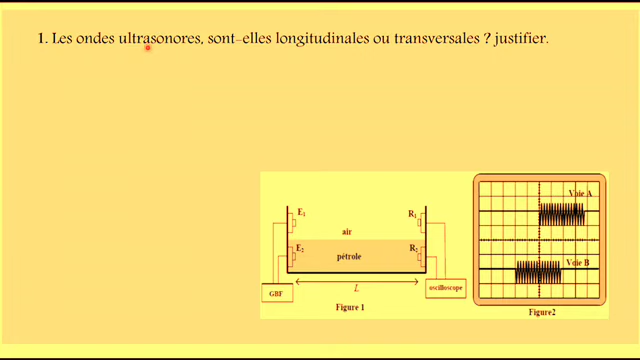 1. Les ondes ultrasonores, sont-elles longitudinales ou transversales ? justifier.
E1
R1
air
E2
R2
pétrole
L
GBF
oscilloscope
Figure 1
Voie A
Voie B
Figure2